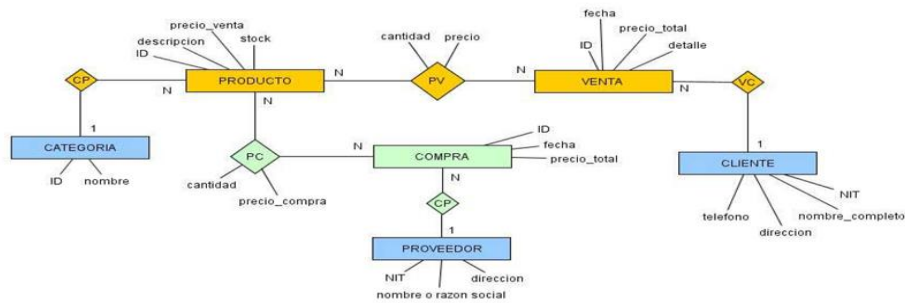 fecha
precio_venta
cantidad
precio
precio_total
descripcion
stock
ID
ID
detalle
CP
PRODUCTO
N
PV
N
VENTA
VC
N
N
N
1
N
ID
1
CATEGORIA
PC
COMPRA
fecha
precio_total
CLIENTE
ID
nombre
cantidad
N
precio_compra
CP
NIT
telefono
nombre_completo
1
direccion
PROVEEDOR
NIT
direccion
nombre o razon social